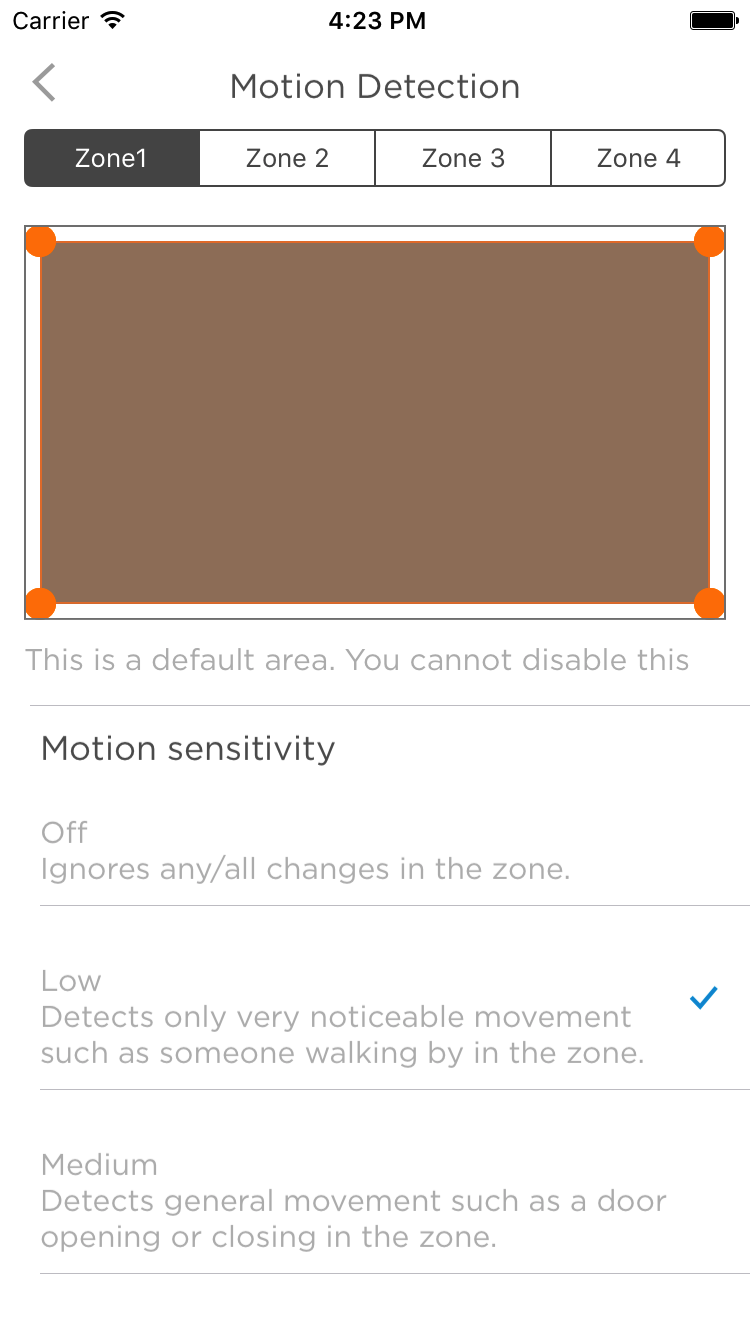 Carrier 4:23 PM
Motion Detection
Zone1 Zone 2 Zone 3 Zone 4
This is a default area. You cannot disable this
Motion sensitivity
Off
Ignores any/all changes in the zone.
Low
Detects only very noticeable movement
such as someone walking by in the zone.
Medium
Detects general movement such as a door
opening or closing in the zone.